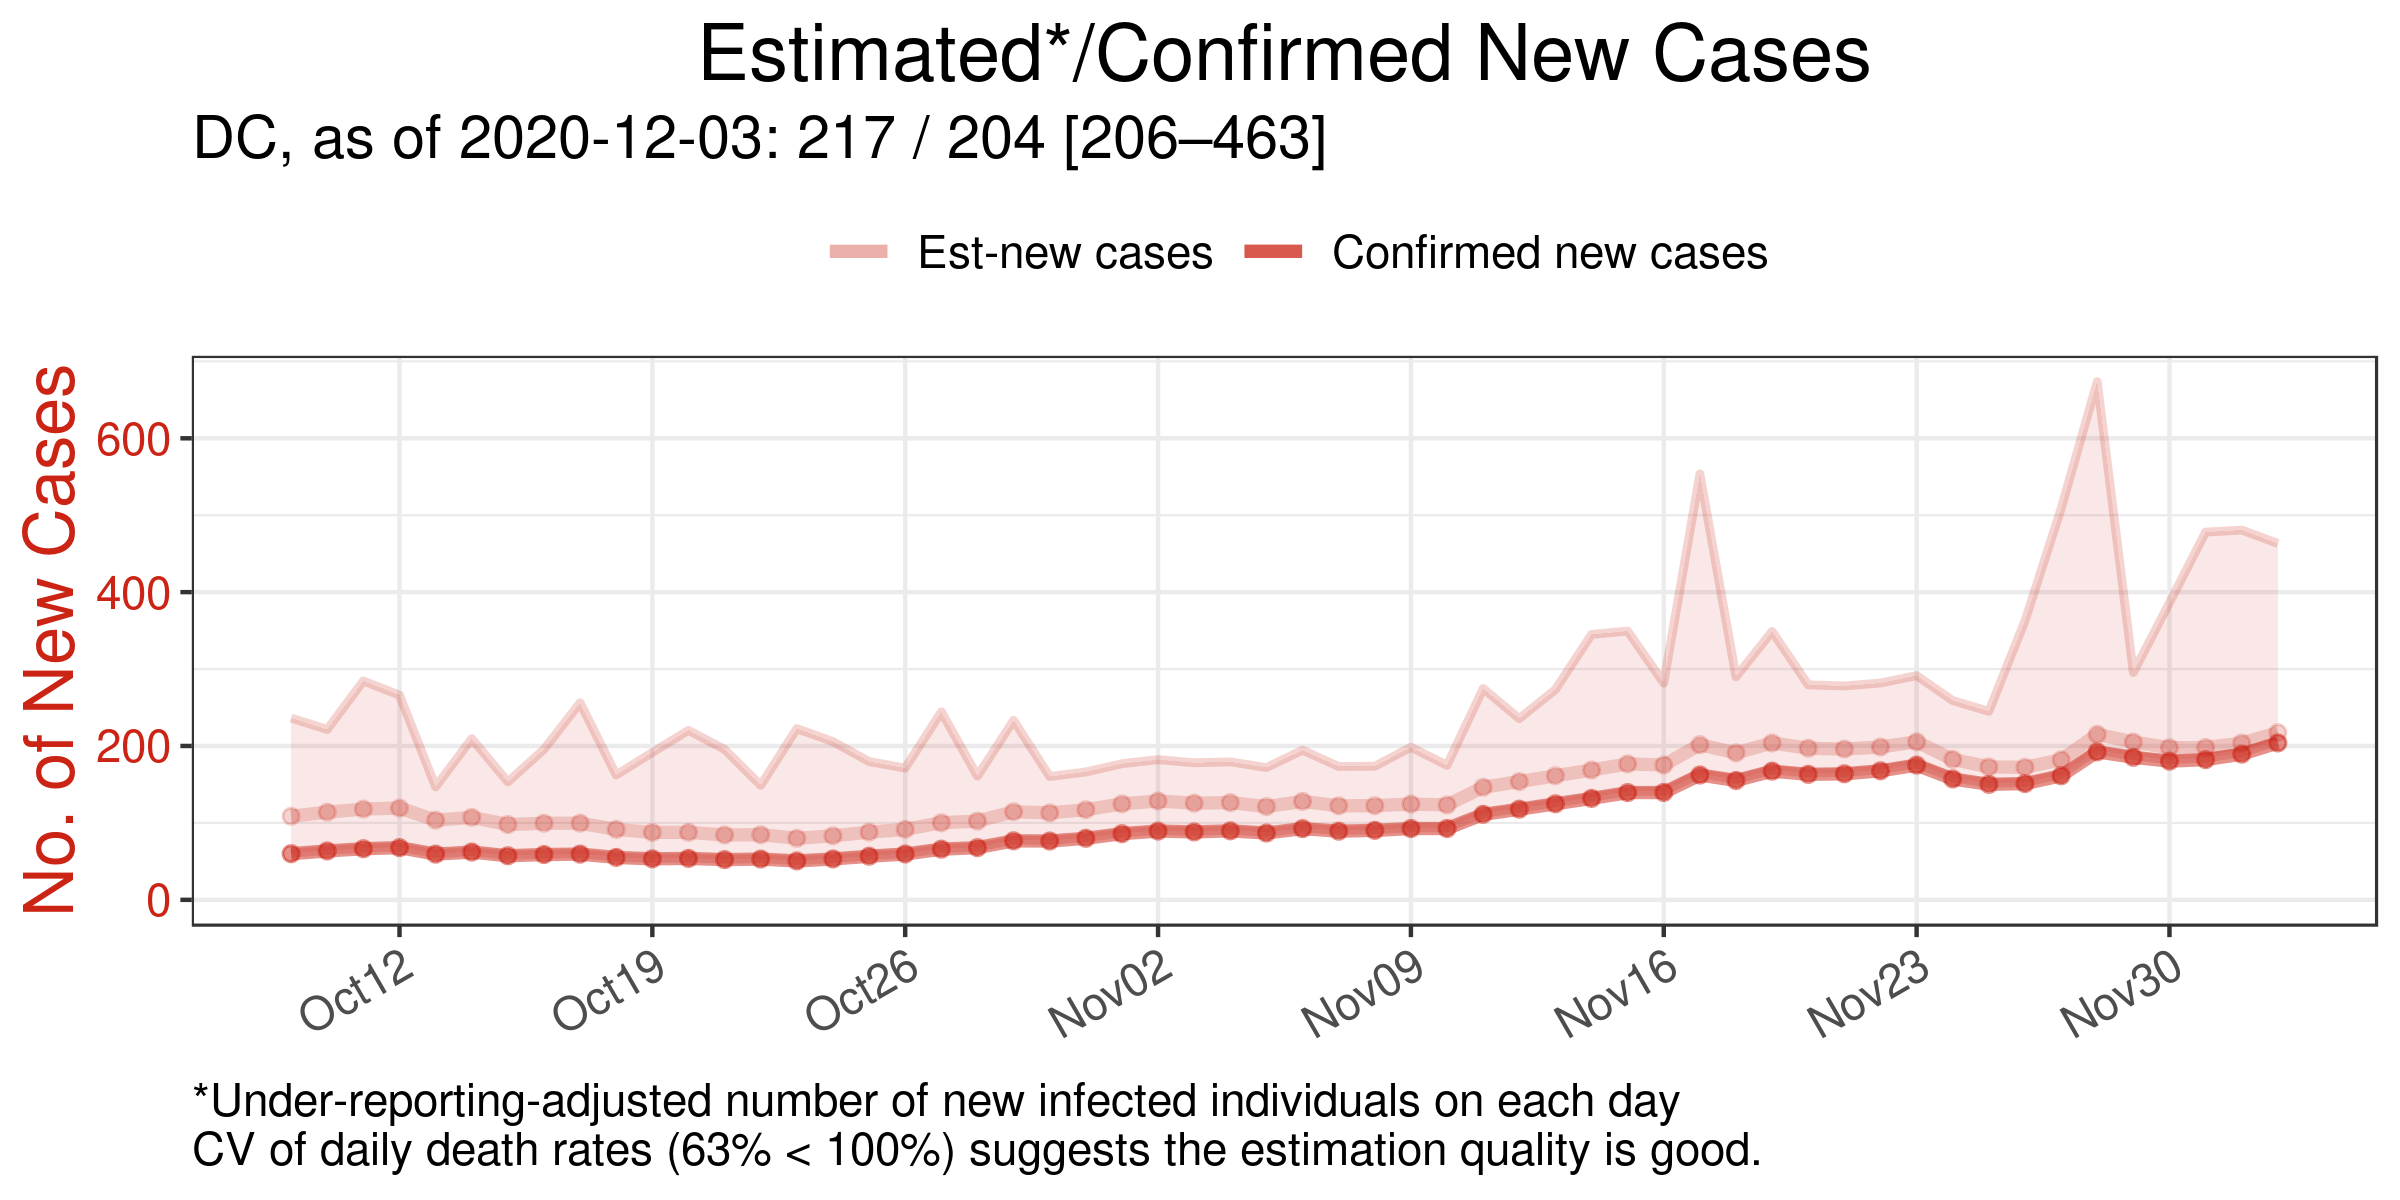 Estimated*/Confirmed New Cases
DC, as of 2020-12-03: 217 / 204 [206–463]
Est-new cases
Confirmed new cases
No. of New Cases
600
400
200
0
Oct12
Oct19
Oct26
Nov02
Nov09
Nov16
Nov23
Nov30
*Under-reporting-adjusted number of new infected individuals on each day
CV of daily death rates (63% < 100%) suggests the estimation quality is good.